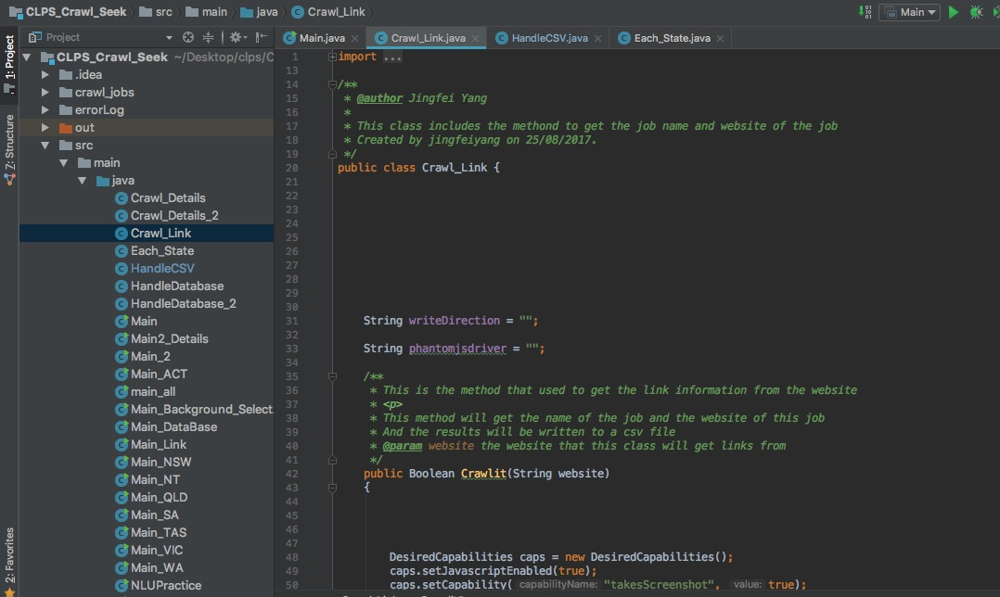 CLPS_Crawl_Seek src main java Crawl_Link Main
Project Main.java Crawl_Link.java HandleCSV.java Each_State.java
1: Project
Z: Structure
2: Favorites
CLPS_Crawl_Seek ~/Desktop/clps/C
.idea
crawl_jobs
errorLog
out
src
main
java
Crawl_Details
Crawl_Details_2
Crawl_Link
Each_State
HandleCSV
HandleDatabase
HandleDatabase_2
Main
Main2_Details
Main_2
Main_ACT
main_all
Main_Background_Select
Main_DataBase
Main_Link
Main_NSW
Main_NT
Main_QLD
Main_SA
Main_TAS
Main_VIC
Main_WA
NLUPractice
1 import ...
13
14 /**
15 * @author Jingfei Yang
16 *
17 * This class includes the methond to get the job name and website of the job
18 * Created by jingfeiyang on 25/08/2017.
19 */
20 public class Crawl_Link {
21
22
23
24
25
26
27
28
29
30
31 String writeDirection = "";
32
33 String phantomjsdriver = "";
34
35 /**
36 * This is the method that used to get the link information from the website
37 * <p>
38 * This method will get the name of the job and the website of this job
39 * And the results will be written to a csv file
40 * @param website the website that this class will get links from
41 */
42 public Boolean Crawlit(String website)
43 {
44
45
46
47
48 DesiredCapabilities caps = new DesiredCapabilities();
49 caps.setJavascriptEnabled(true);
50 caps.setCapability( capabilityName: "takesScreenshot", value: true);